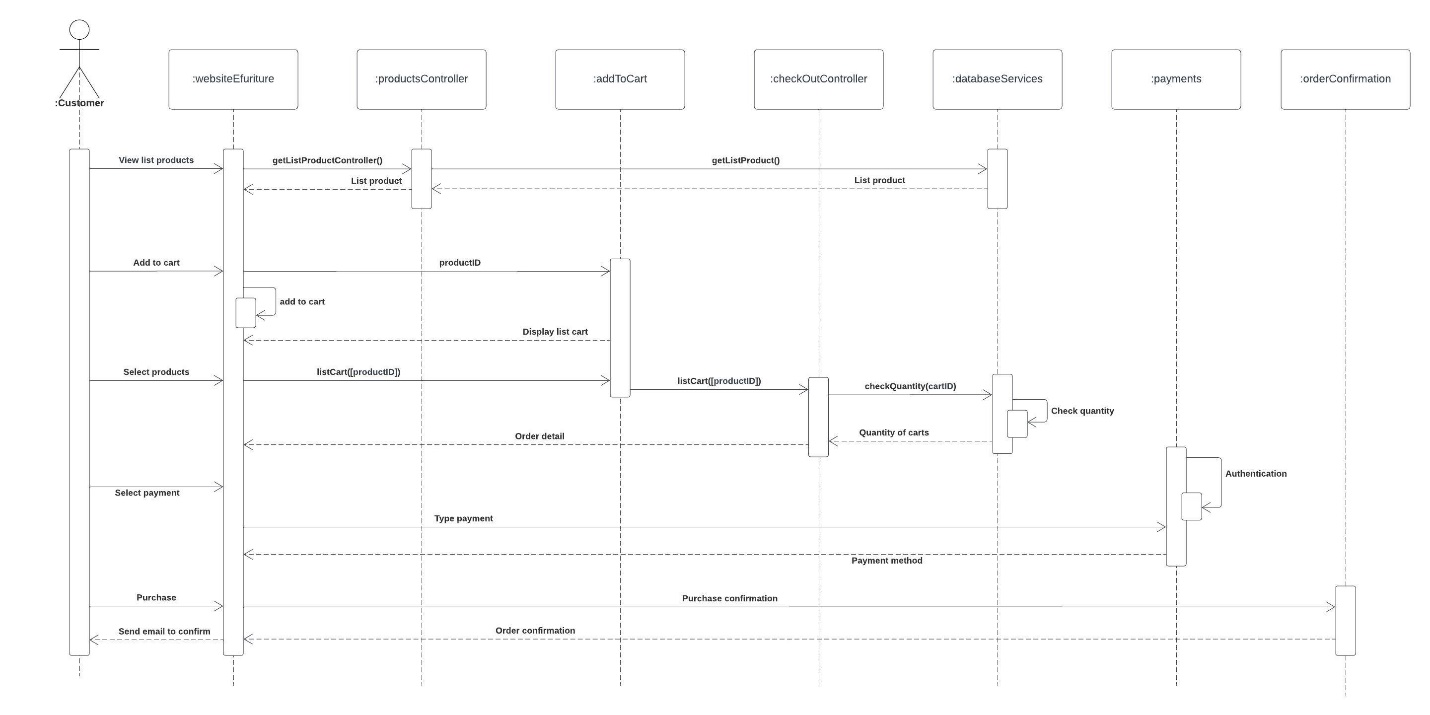 :Customer
:websiteEfuriture
:productsController
:addToCart
:checkOutController
:databaseServices
:payments
:orderConfirmation
View list products
getListProductController()
getListProduct()
List product
List product
Add to cart
productID
add to cart
Display list cart
Select products
listCart([productID])
listCart([productID])
checkQuantity(cartID)
Check quantity
Order detail
Quantity of carts
Authentication
Select payment
Type payment
Payment method
Purchase
Purchase confirmation
Send email to confirm
Order confirmation